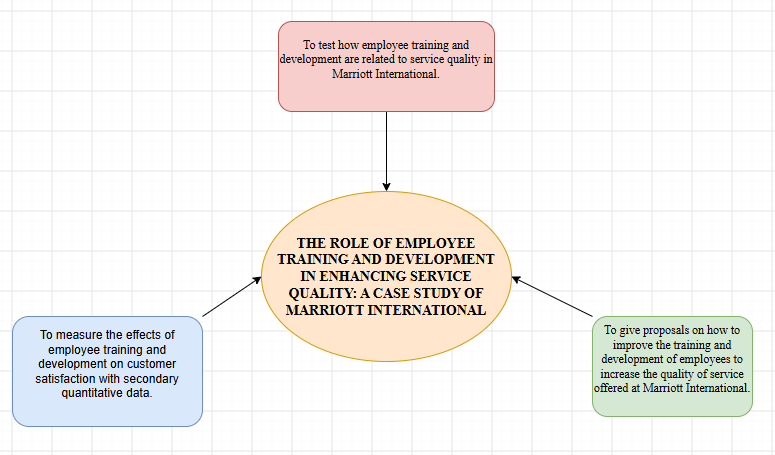 To test how employee training and
development are related to service quality in
Marriott International.
THE ROLE OF EMPLOYEE
TRAINING AND DEVELOPMENT
IN ENHANCING SERVICE
QUALITY: A CASE STUDY OF
MARRIOTT INTERNATIONAL
To measure the effects of
employee training and
development on customer
satisfaction with secondary
quantitative data.
To give proposals on how to
improve the training and
development of employees to
increase the quality of service
offered at Marriott International.